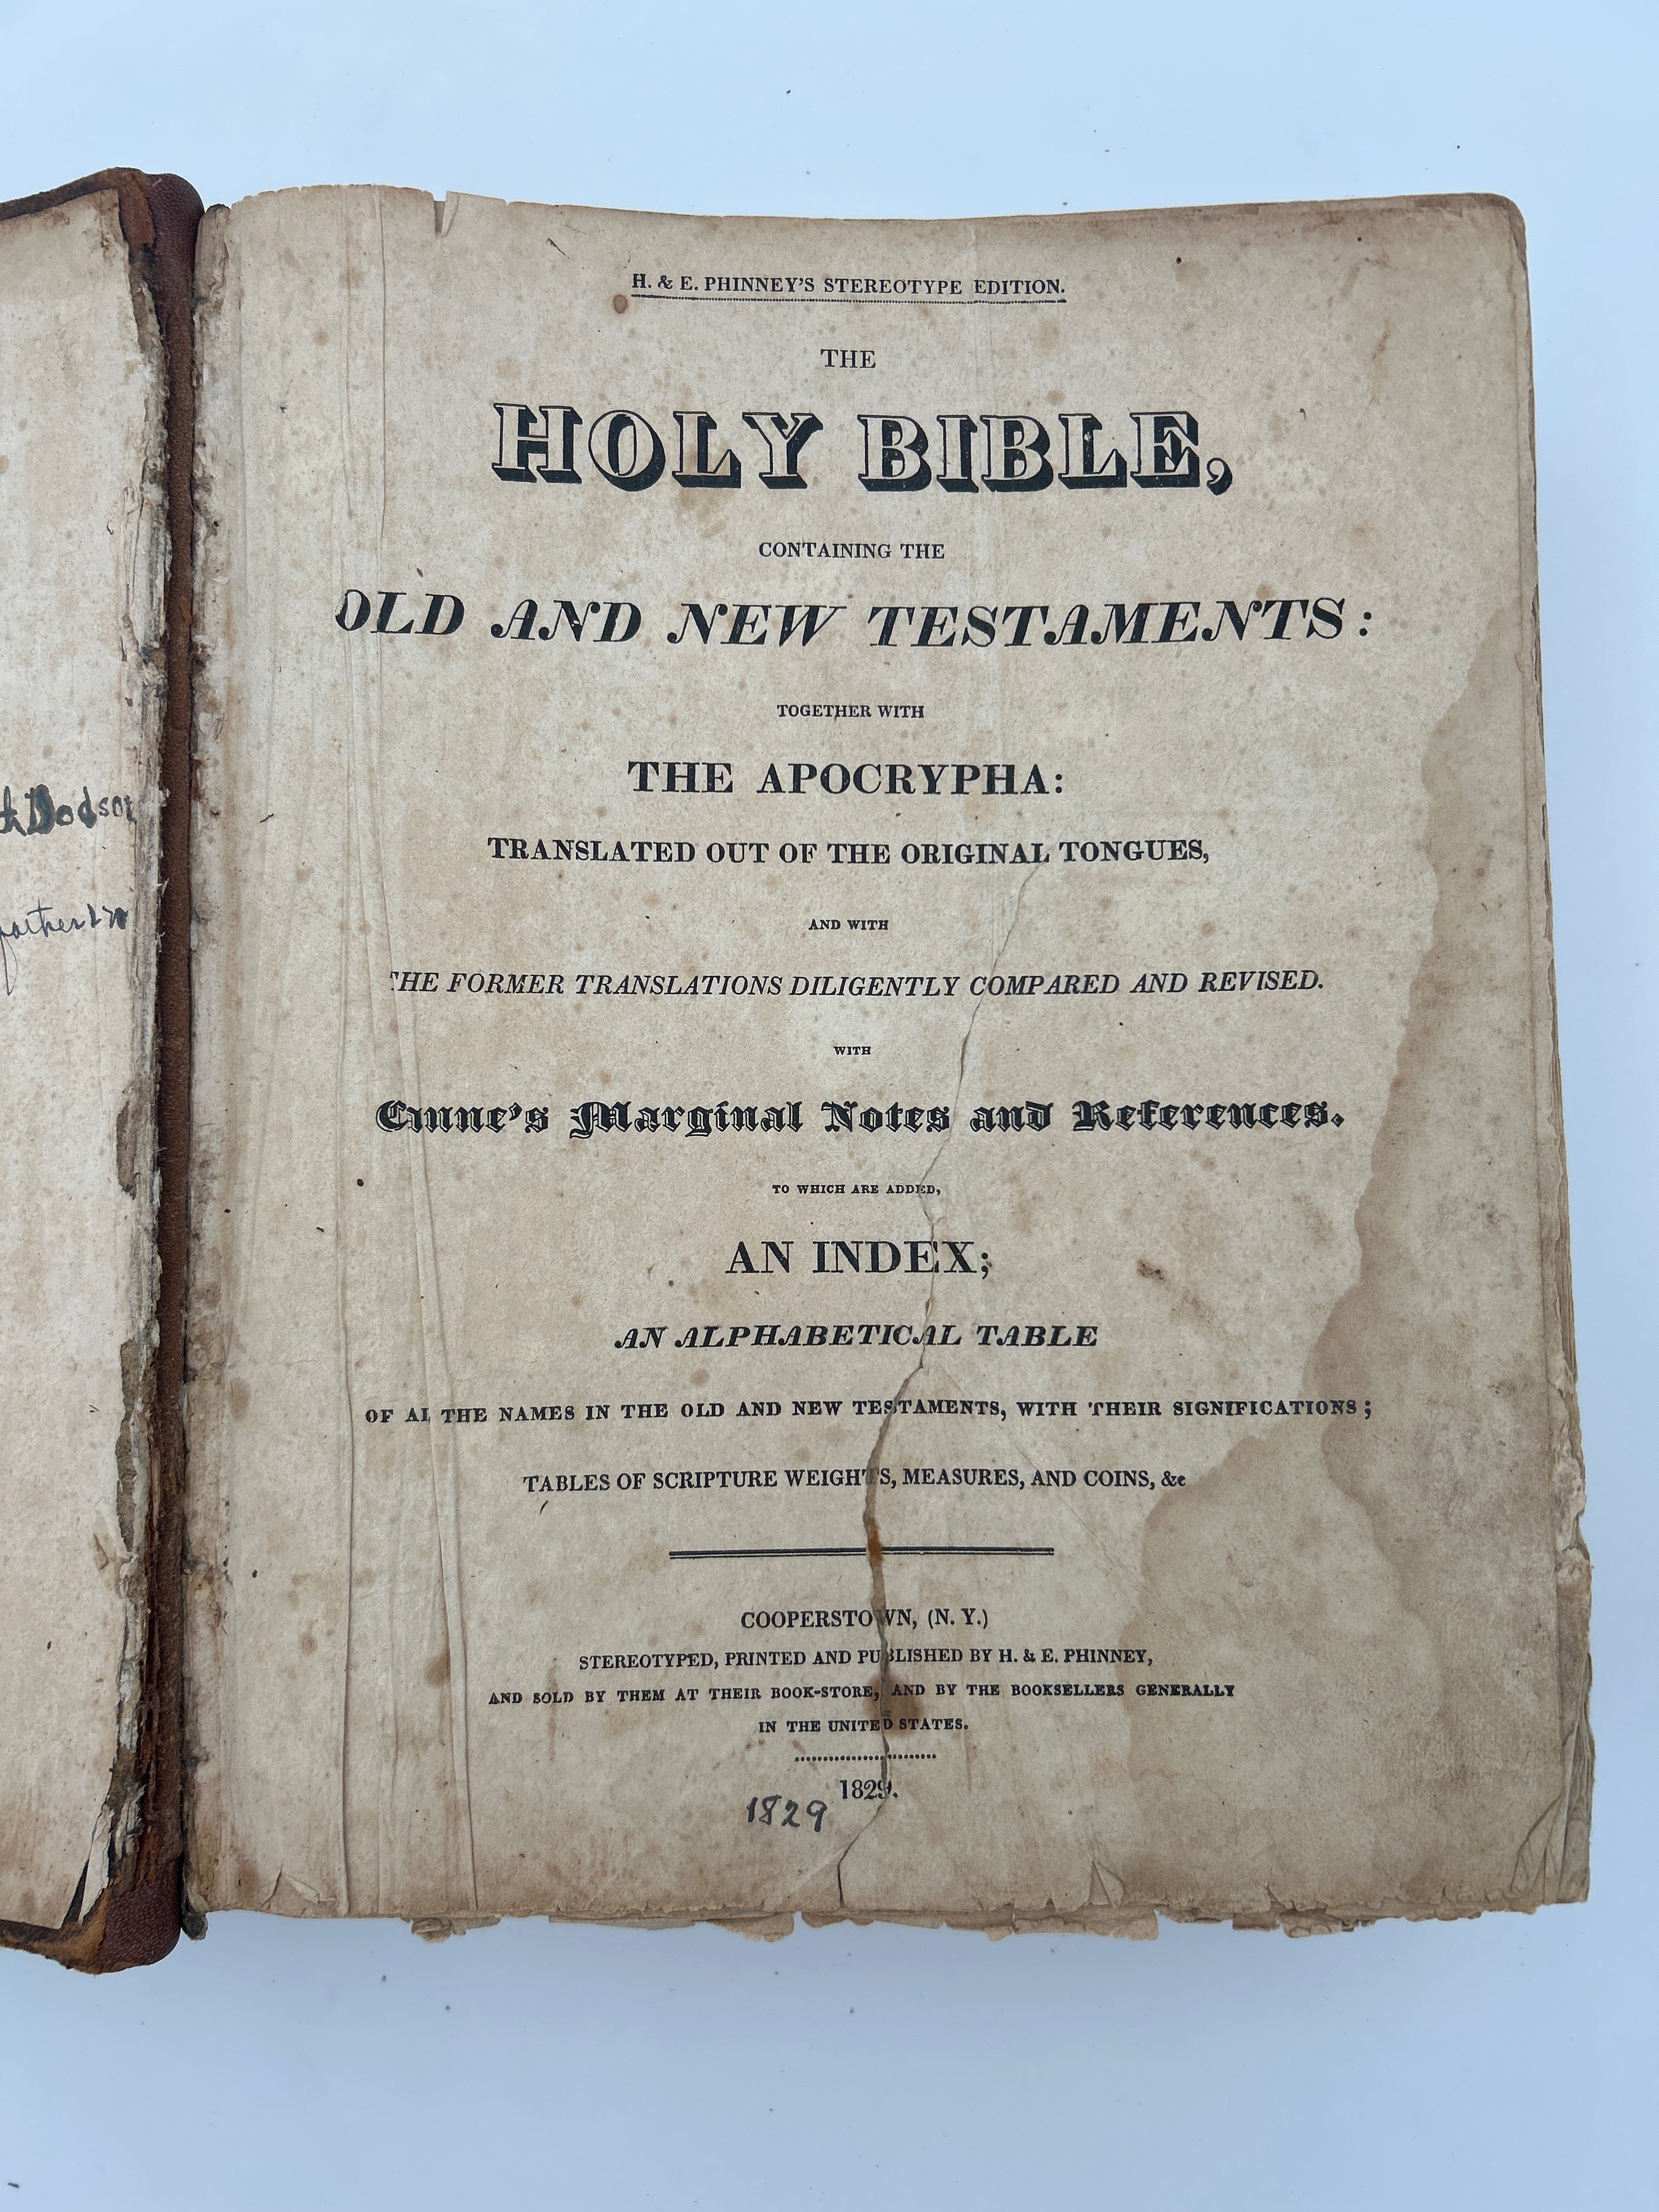 Dodson
H. & E. PHINNEY'S STEREOTYPE EDITION.
THE
HOLY BIBLE,
CONTAINING THE
OLD AND NEW TESTAMENTS:
TOGETHER WITH
THE APOCRYPHA:
TRANSLATED OUT OF THE ORIGINAL TONGUES,
AND WITH
THE FORMER TRANSLATIONS DILIGENTLY COMPARED AND REVISED.
WITH
Canne's Marginal Notes and References.
TO WHICH ARE ADDED,
AN INDEX;
AN ALPHABETICAL TABLE
OF AL THE NAMES IN THE OLD AND NEW TESTAMENTS, WITH THEIR SIGNIFICATIONS;
TABLES OF SCRIPTURE WEIGHTS, MEASURES, AND COINS, &c
COOPERSTOWN, (N. Y.)
STEREOTYPED, PRINTED AND PUBLISHED BY H. & E. PHINNEY,
AND SOLD BY THEM AT THEIR BOOK-STORE, AND BY THE BOOKSELLERS GENERALLY
IN THE UNITED STATES.
1829.
1829